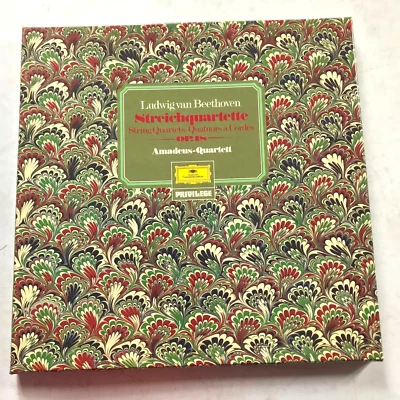 Ludwig van Beethoven
Streichquartette
String Quartets · Quatuors à Cordes
OP. 18
Amadeus-Quartett
PRIVILEGE